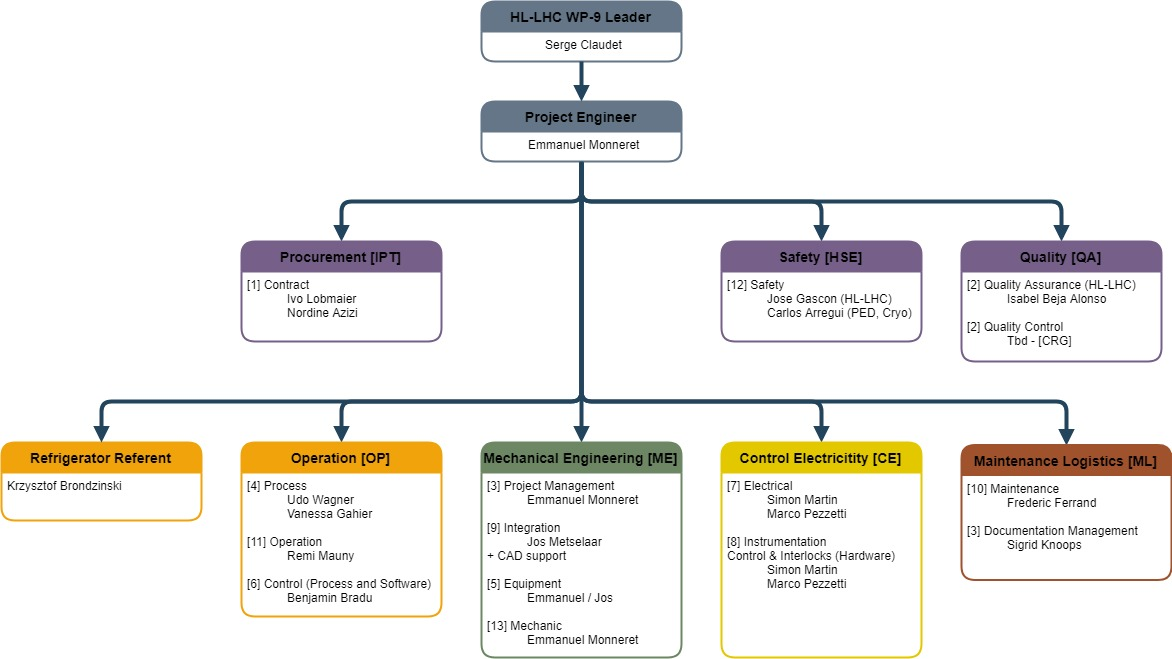 HL-LHC WP-9 Leader
Serge Claudet
Project Engineer
Emmanuel Monneret
Procurement [IPT]
[1] Contract
Ivo Lobmaier
Nordine Azizi
Safety [HSE]
[12] Safety
Jose Gascon (HL-LHC)
Carlos Arregui (PED, Cryo)
Quality [QA]
[2] Quality Assurance (HL-LHC)
Isabel Beja Alonso
[2] Quality Control
Tbd - [CRG]
Refrigerator Referent
Krzysztof Brondzinski
Operation [OP]
[4] Process
Udo Wagner
Vanessa Gahier
[11] Operation
Remi Mauny
[6] Control (Process and Software)
Benjamin Bradu
Mechanical Engineering [ME]
[3] Project Management
Emmanuel Monneret
[9] Integration
Jos Metselaar
+ CAD support
[5] Equipment
Emmanuel / Jos
[13] Mechanic
Emmanuel Monneret
Control Electricitity [CE]
[7] Electrical
Simon Martin
Marco Pezzetti
[8] Instrumentation
Control & Interlocks (Hardware)
Simon Martin
Marco Pezzetti
Maintenance Logistics [ML]
[10] Maintenance
Frederic Ferrand
[3] Documentation Management
Sigrid Knoops